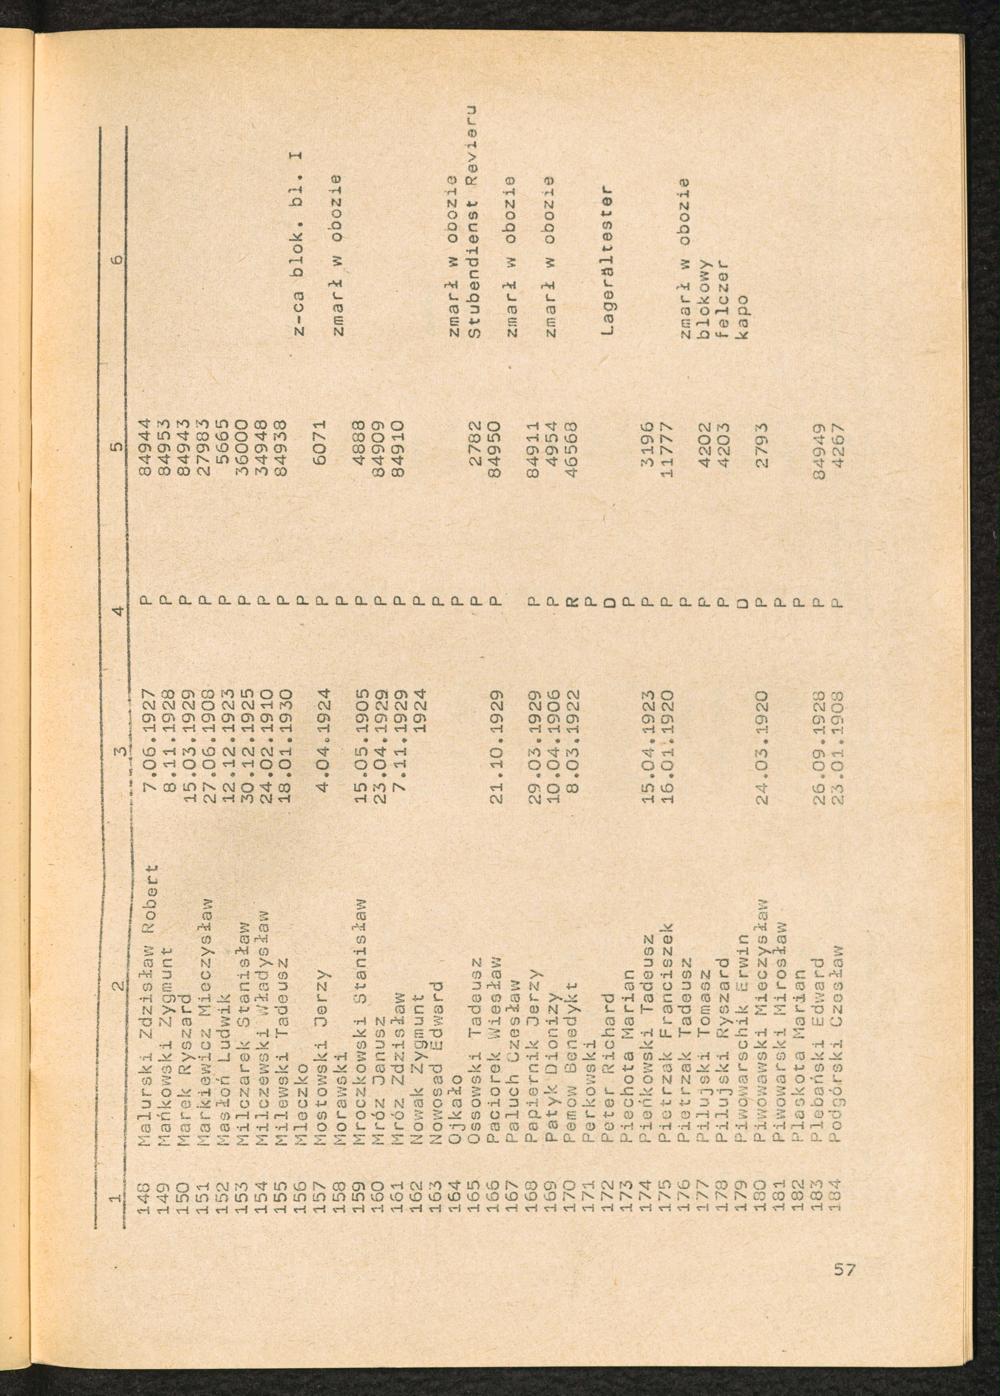 1 2 3 4 5 6
148 Malurski Zdzisław Robert 7.06.1927 P 84944
149 Mańkowski Zygmunt 8.11.1928 P 84953
150 Marek Ryszard 15.03.1929 P 84943
151 Markiewicz Mieczysław 27.06.1908 P 27983
152 Masłoń Ludwik 12.12.1923 P 5665
153 Milczarek Stanisław 30.12.1925 P 36000
154 Milczewski Władysław 24.02.1910 P 34948
155 Milewski Tadeusz 18.01.1930 P 84938
156 Mleczko P z-ca blok. bl. I
157 Mostowski Jerzy 4.04.1924 P 6071
158 Morawski P zmarł w obozie
159 Mroczkowski Stanisław 15.05.1905 P 4888
160 Mróz Janusz 23.04.1929 P 84909
161 Mróz Zdzisław 7.11.1929 P 84910
162 Nowak Zygmunt 1924 P
163 Nowosad Edward P
164 Ojkało P zmarł w obozie
165 Ossowski Tadeusz P 2782 Stubendienst Revieru
166 Paciorek Wiesław 21.10.1929 P 84950
167 Paluch Czesław zmarł w obozie
168 Papiernik Jerzy 29.03.1929 P 84911
169 Patyk Dionizy 10.04.1906 P 4954 zmarł w obozie
170 Pemow Benedykt 8.03.1922 R 46568
171 Perkowski P
172 Peter Richard D Lagerältester
173 Piechota Marian P
174 Pieńkowski Tadeusz 15.04.1923 P 3196
175 Pietrzak Franciszek 16.01.1920 P 11777
176 Pietrzak Tadeusz P zmarł w obozie
177 Pilujski Tomasz P 4202 blokowy
178 Pilujski Ryszard P 4203 felczer
179 Piwowarschik Erwin D kapo
180 Piwowawski Mieczysław 24.03.1920 P 2793
181 Piwowarski Mirosław P
182 Plaskota Marian P
183 Plebański Edward 26.09.1928 P 84949
184 Podgórski Czesław 23.01.1908 P 4267
57